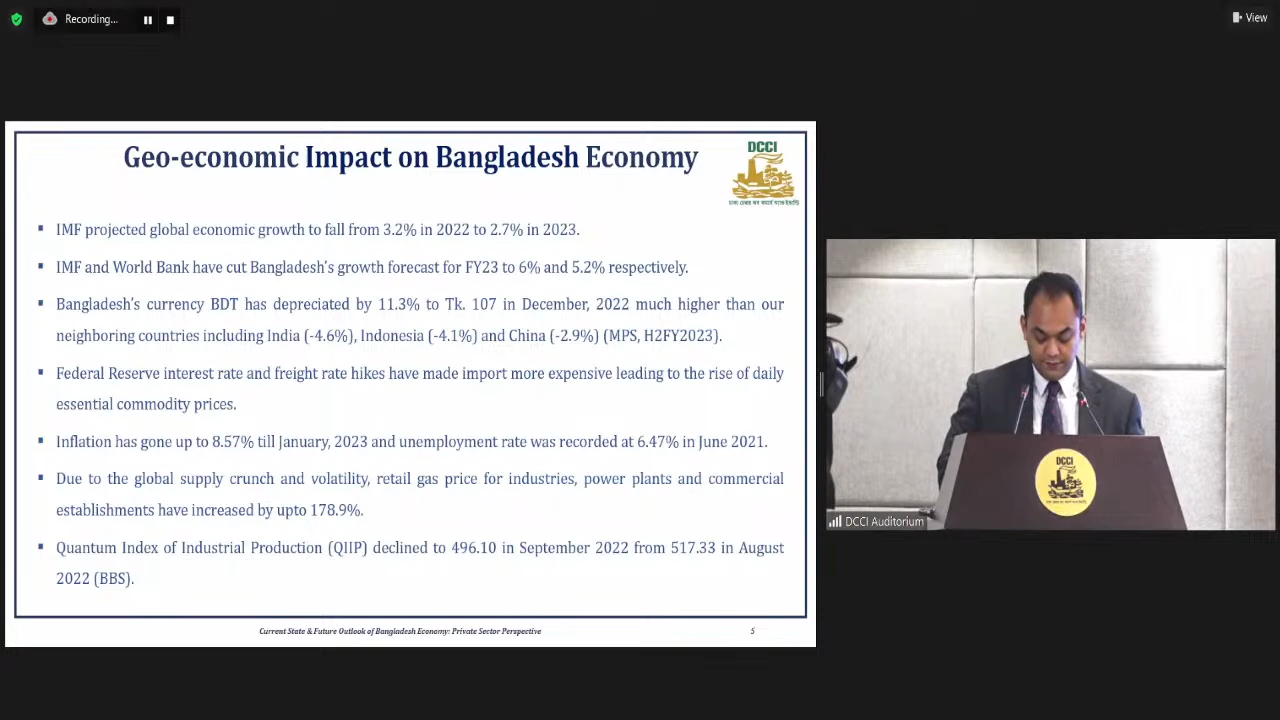 Recording...
View
Geo-economic Impact on Bangladesh Economy
DCCI
▪ IMF projected global economic growth to fall from 3.2% in 2022 to 2.7% in 2023.
▪ IMF and World Bank have cut Bangladesh's growth forecast for FY23 to 6% and 5.2% respectively.
▪ Bangladesh's currency BDT has depreciated by 11.3% to Tk. 107 in December, 2022 much higher than our
neighboring countries including India (-4.6%), Indonesia (-4.1%) and China (-2.9%) (MPS, H2FY2023).
▪ Federal Reserve interest rate and freight rate hikes have made import more expensive leading to the rise of daily
essential commodity prices.
▪ Inflation has gone up to 8.57% till January, 2023 and unemployment rate was recorded at 6.47% in June 2021.
▪ Due to the global supply crunch and volatility, retail gas price for industries, power plants and commercial
establishments have increased by upto 178.9%.
▪ Quantum Index of Industrial Production (QIIP) declined to 496.10 in September 2022 from 517.33 in August
2022 (BBS).
Current State & Future Outlook of Bangladesh Economy: Private Sector Perspective
5
DCCI
DCCI Auditorium